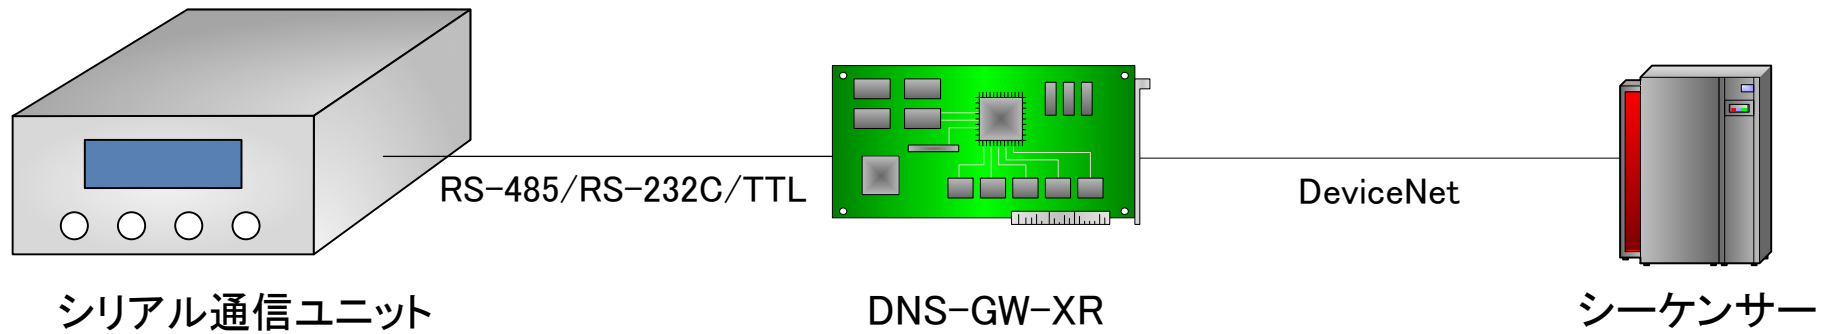 RS-485/RS-232C/TTL
DeviceNet
シリアル通信ユニット
DNS-GW-XR
シーケンサー